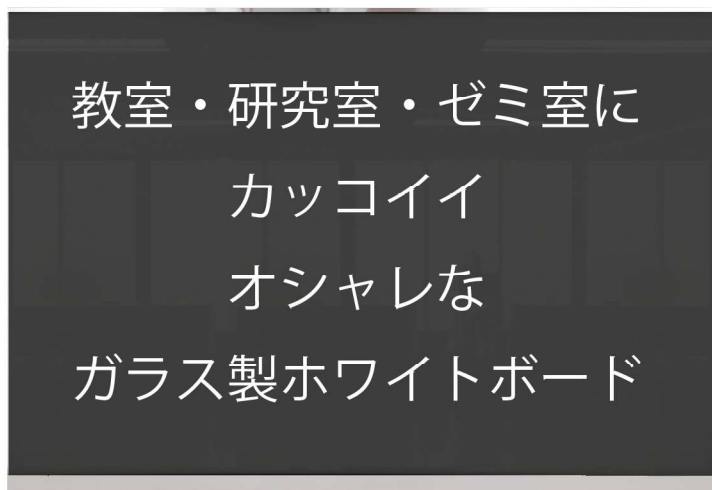 教室・研究室・ゼミ室に
カッコイイ
オシャレな
ガラス製ホワイトボード